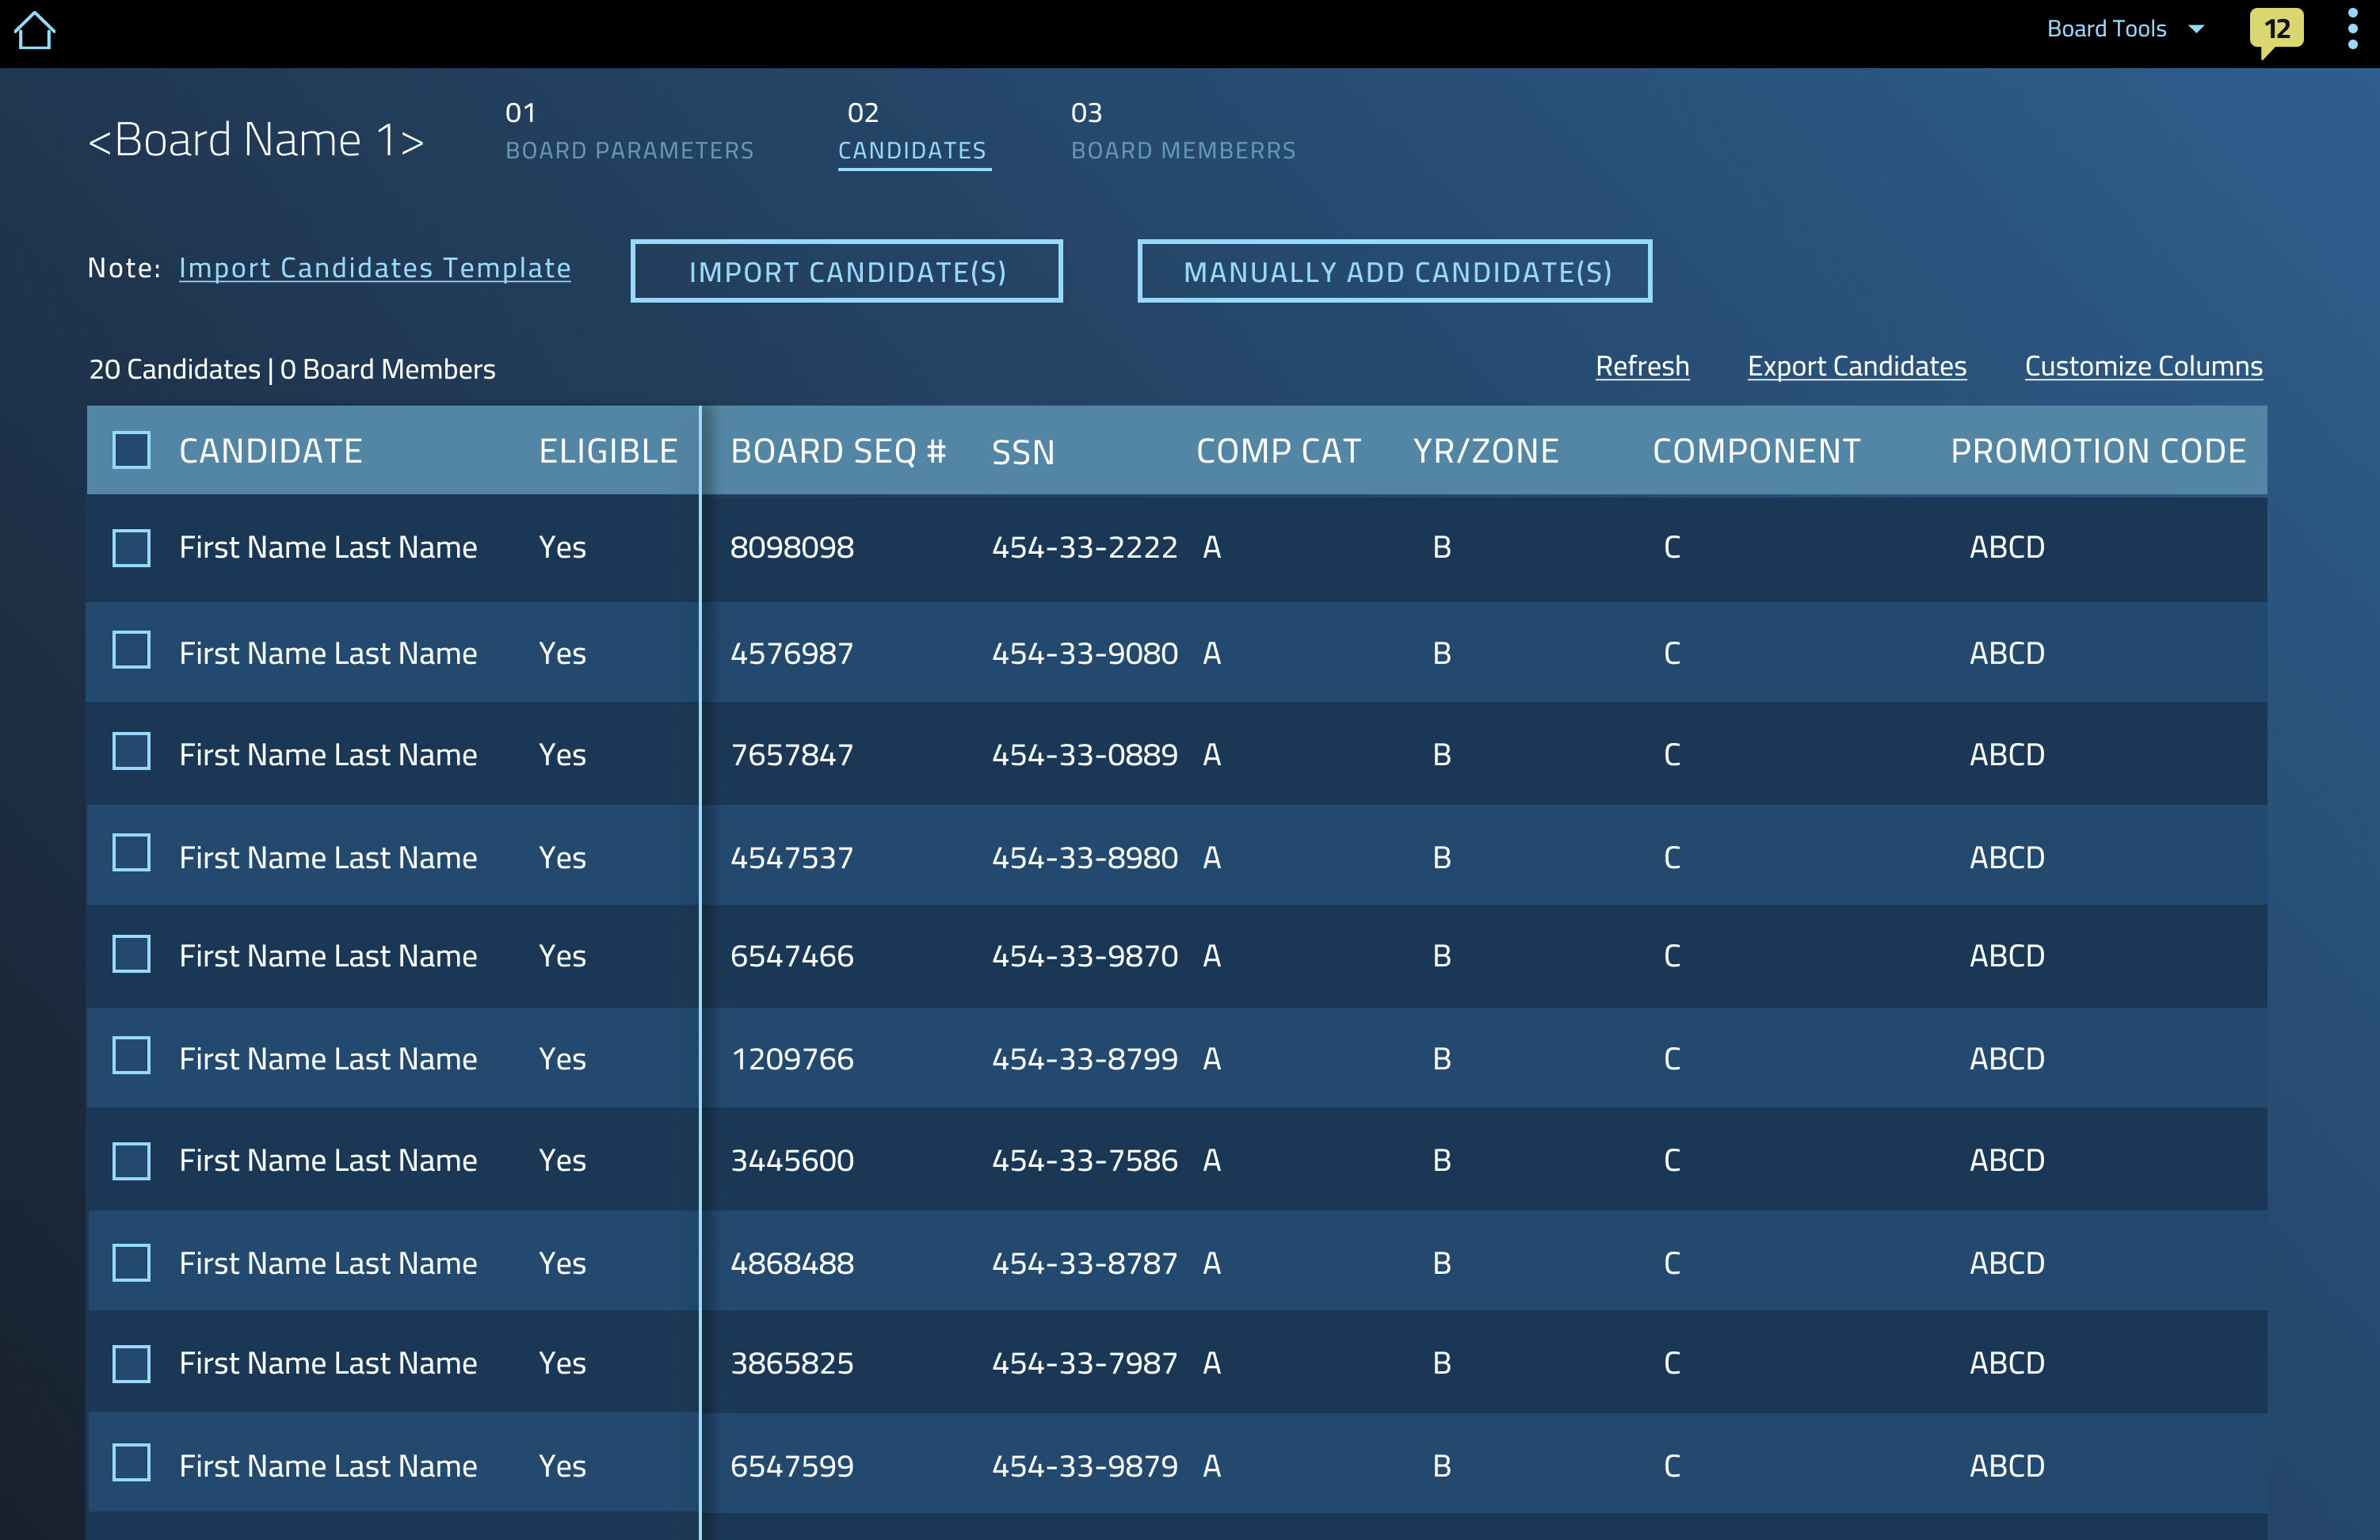 Board Tools 12
<Board Name 1>
01 02 03
BOARD PARAMETERS CANDIDATES BOARD MEMBERRS
Note: Import Candidates Template IMPORT CANDIDATE(S) MANUALLY ADD CANDIDATE(S)
20 Candidates | 0 Board Members Refresh Export Candidates Customize Columns
CANDIDATE ELIGIBLE BOARD SEQ # SSN COMP CAT YR/ZONE COMPONENT PROMOTION CODE
First Name Last Name Yes 8098098 454-33-2222 A B C ABCD
First Name Last Name Yes 4576987 454-33-9080 A B C ABCD
First Name Last Name Yes 7657847 454-33-0889 A B C ABCD
First Name Last Name Yes 4547537 454-33-8980 A B C ABCD
First Name Last Name Yes 6547466 454-33-9870 A B C ABCD
First Name Last Name Yes 1209766 454-33-8799 A B C ABCD
First Name Last Name Yes 3445600 454-33-7586 A B C ABCD
First Name Last Name Yes 4868488 454-33-8787 A B C ABCD
First Name Last Name Yes 3865825 454-33-7987 A B C ABCD
First Name Last Name Yes 6547599 454-33-9879 A B C ABCD